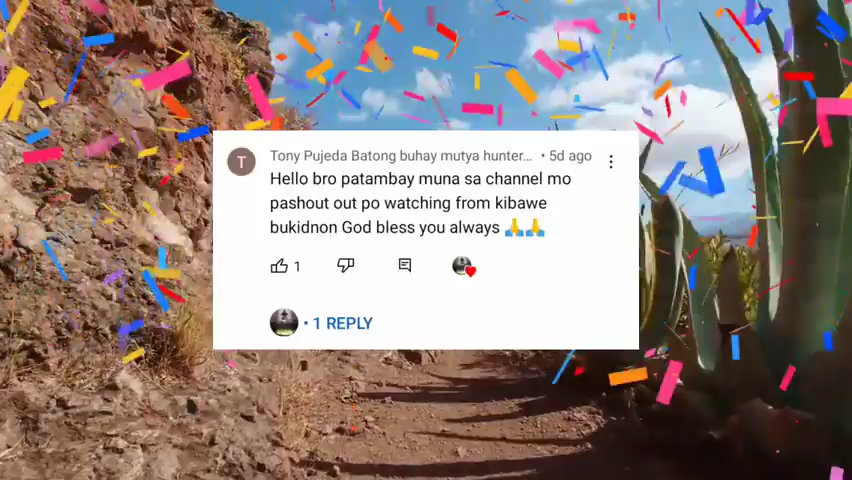 T
Tony Pujeda Batong buhay mutya hunter... • 5d ago
Hello bro patambay muna sa channel mo
pashout out po watching from kibawe
bukidnon God bless you always 🙏🙏
1
• 1 REPLY